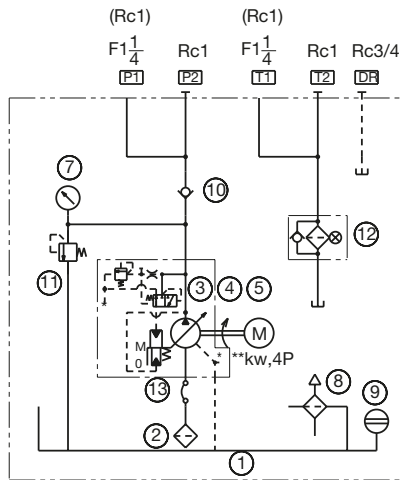 (Rc1) (Rc1)
F1 1/4 Rc1 F1 1/4 Rc1 Rc3/4
P1 P2 T1 T2 DR
7
10
12
11
3 4 5
*
M
M
0
* **kw,4P
13
8 9
2
1